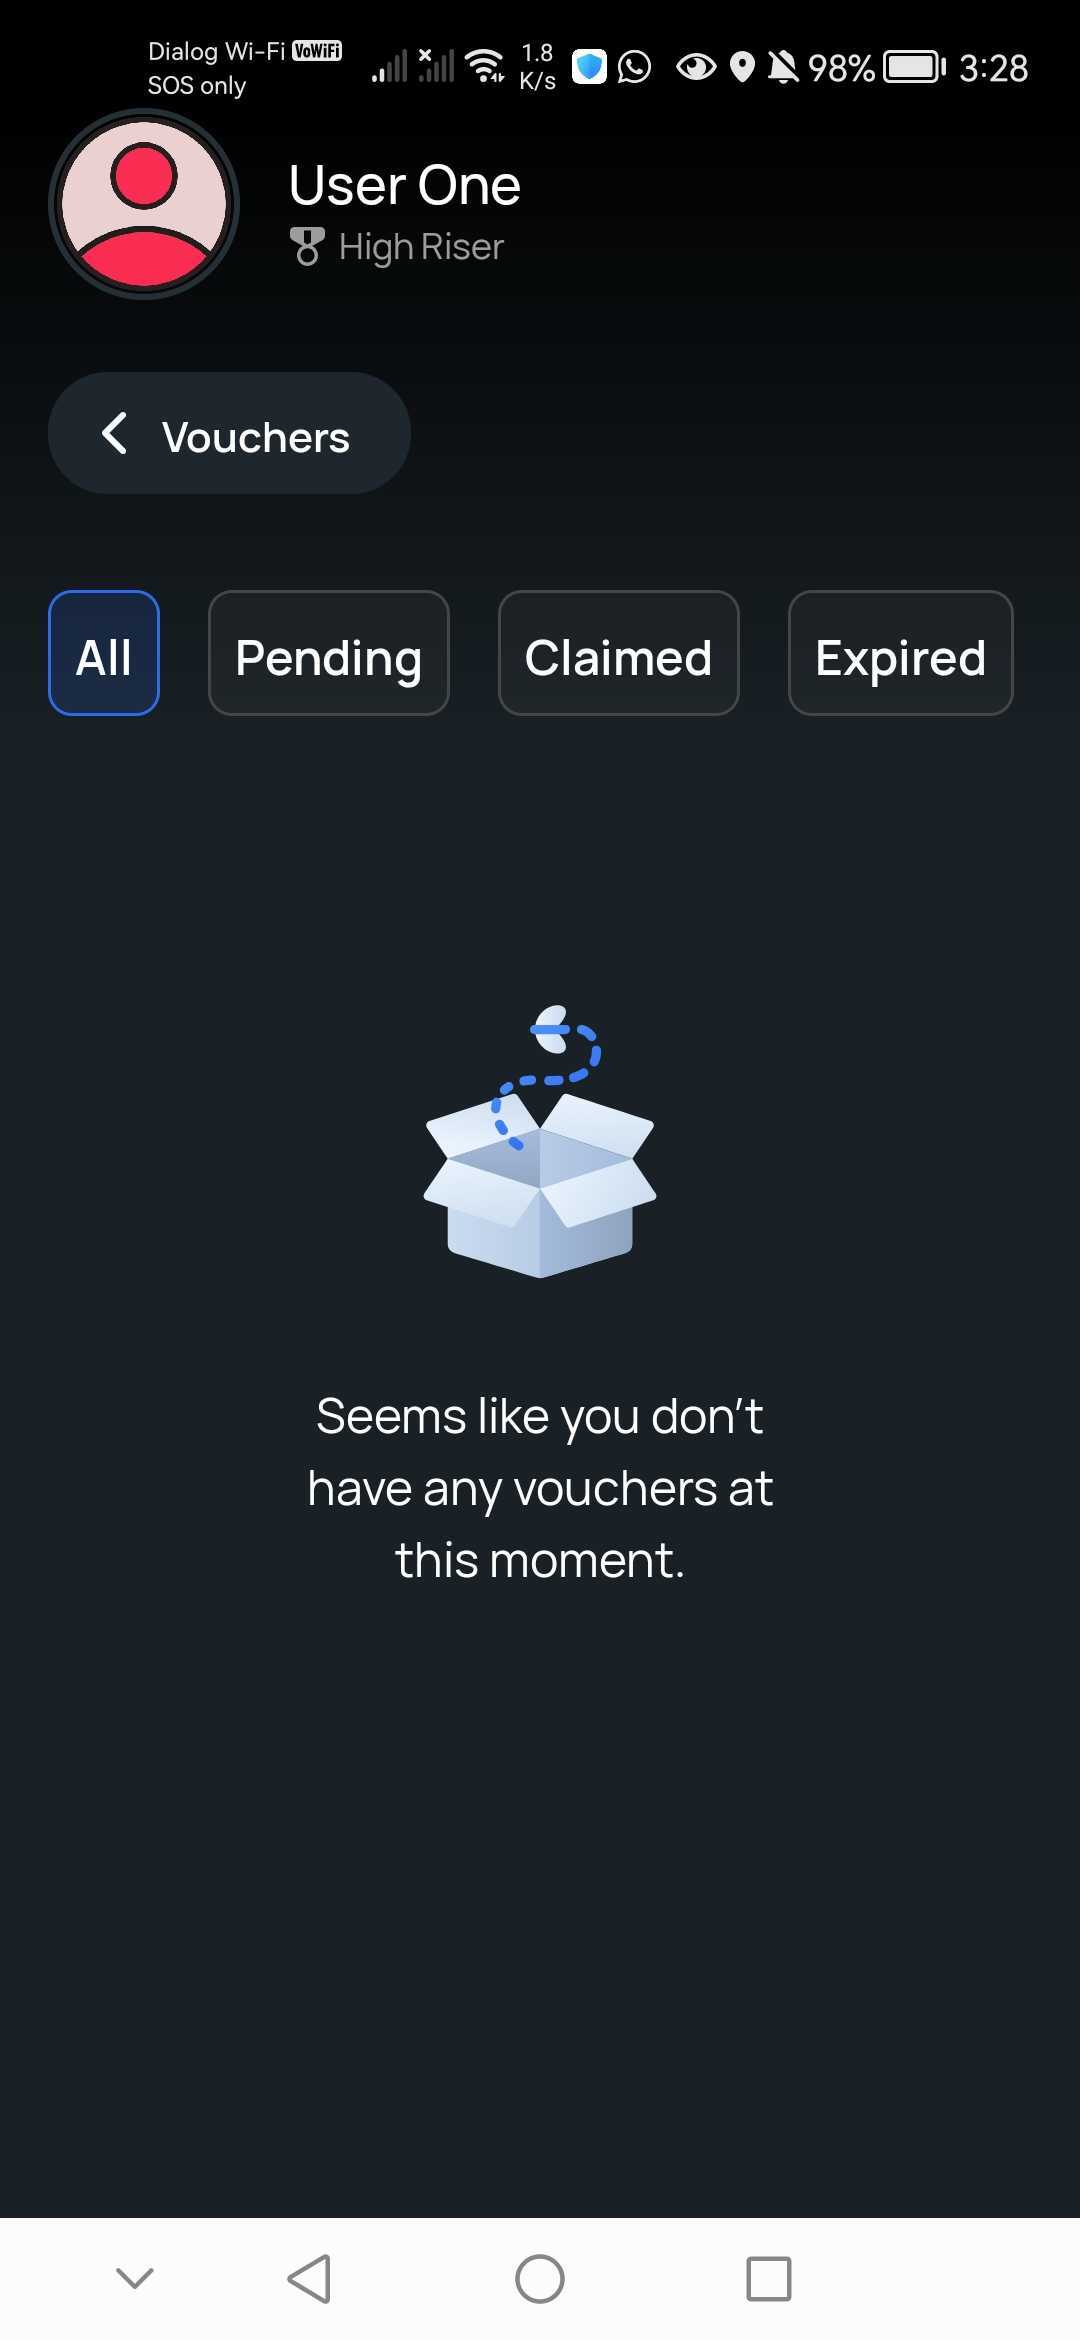 Dialog Wi-Fi VoWiFi
SOS only
1.8
K/s
98%
3:28
User One
High Riser
Vouchers
All
Pending
Claimed
Expired
Seems like you don't
have any vouchers at
this moment.